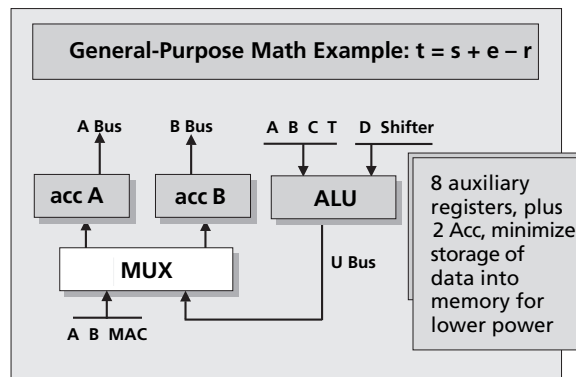 General-Purpose Math Example: t = s + e – r
A Bus
B Bus
A B C T
D Shifter
acc A
acc B
ALU
8 auxiliary
registers, plus
2 Acc, minimize
storage of
data into
memory for
lower power
MUX
U Bus
A B MAC